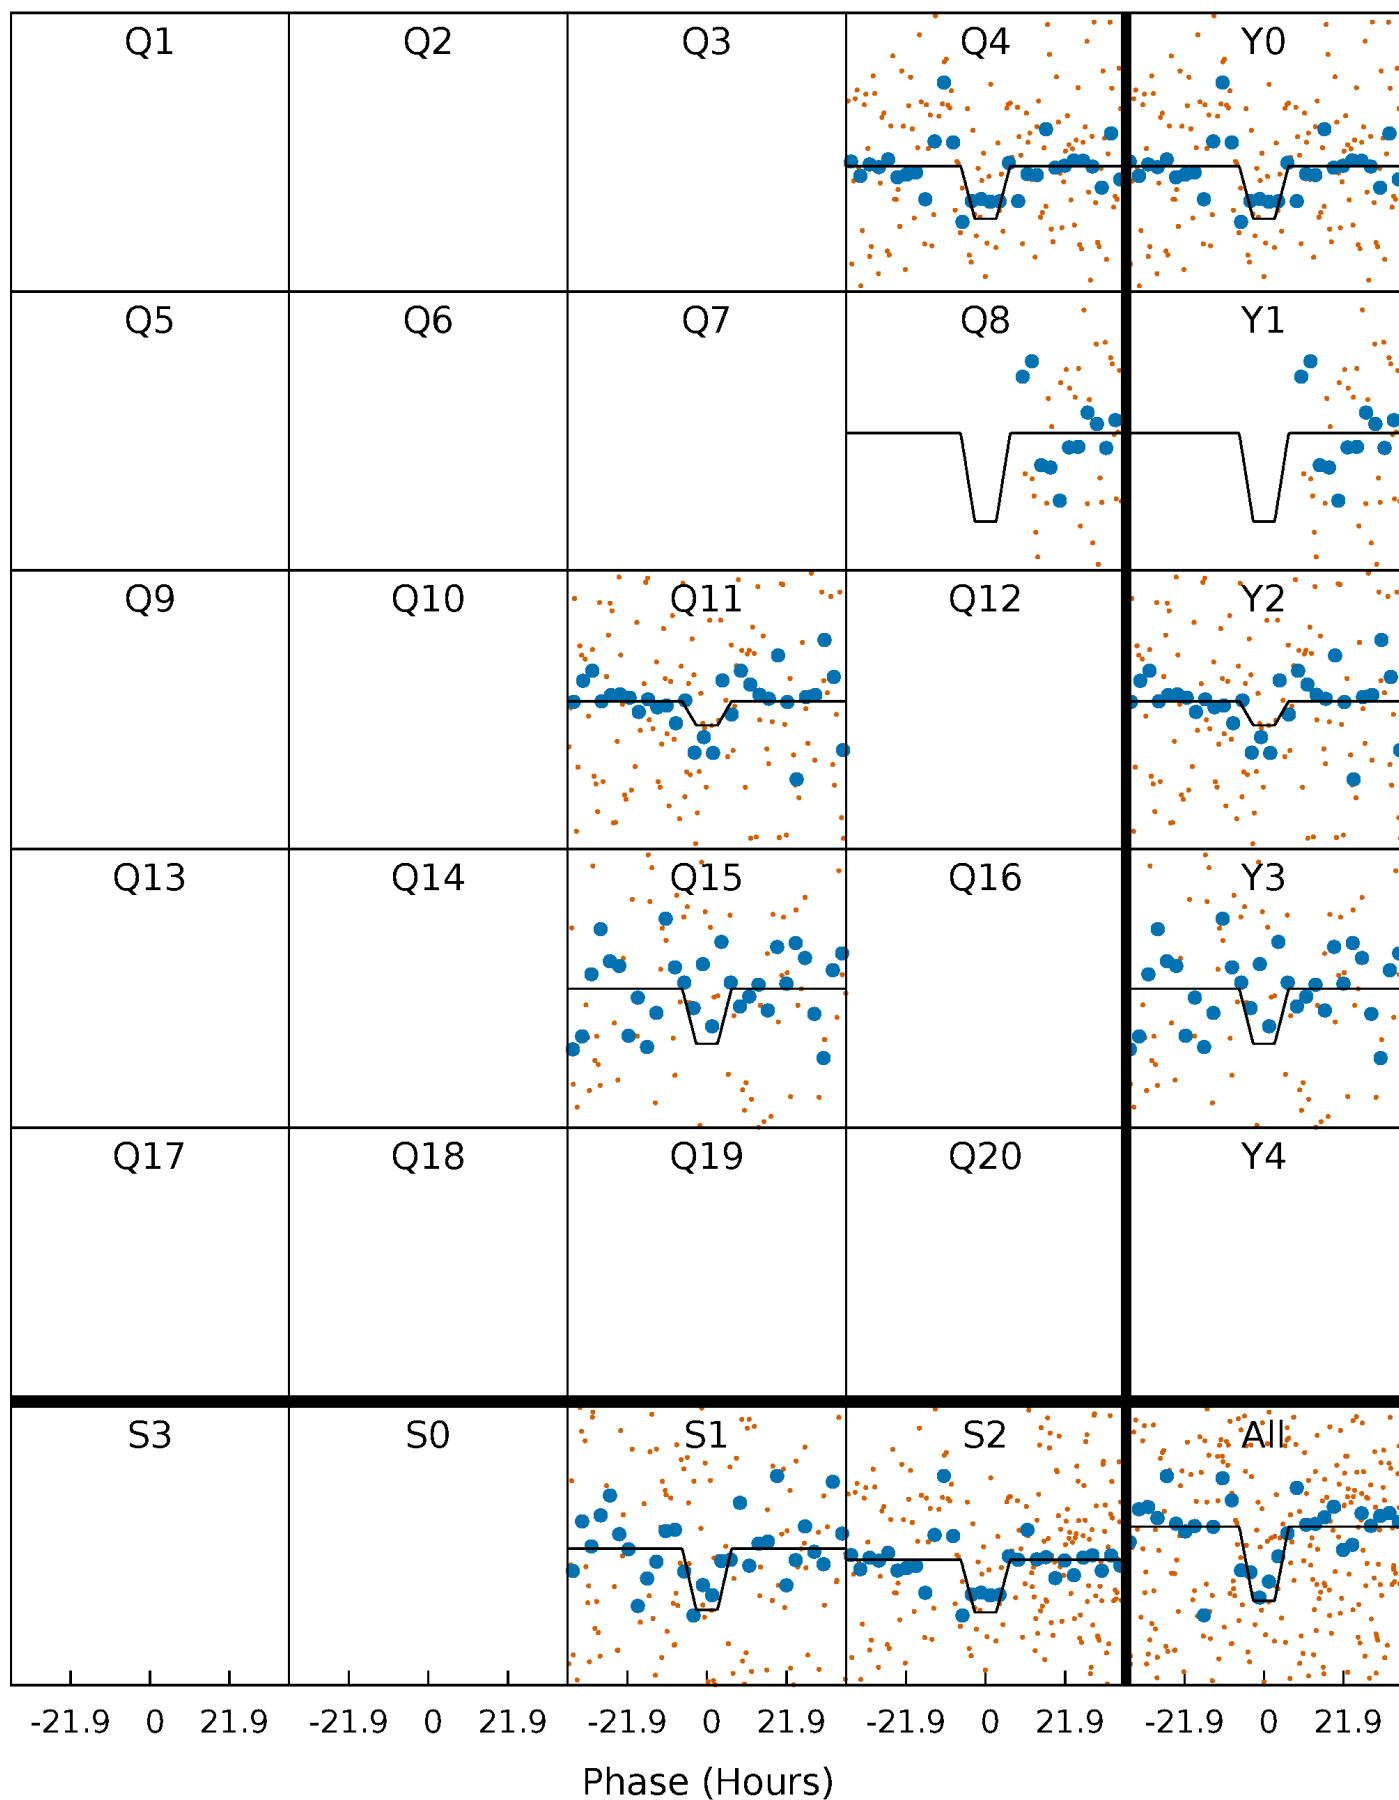 Q1 Q2 Q3 Q4 Y0
Q5 Q6 Q7 Q8 Y1
Q9 Q10 Q11 Q12 Y2
Q13 Q14 Q15 Q16 Y3
Q17 Q18 Q19 Q20 Y4
S3 S0 S1 S2 All
-21.9 0 21.9 -21.9 0 21.9 -21.9 0 21.9 -21.9 0 21.9 -21.9 0 21.9
Phase (Hours)